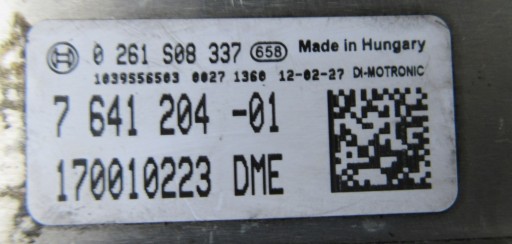 0 261 S08 337 658 Made in Hungary
1039556503 0027 1360 12-02-27 DI-MOTRONIC
7 641 204 -01
170010223 DME